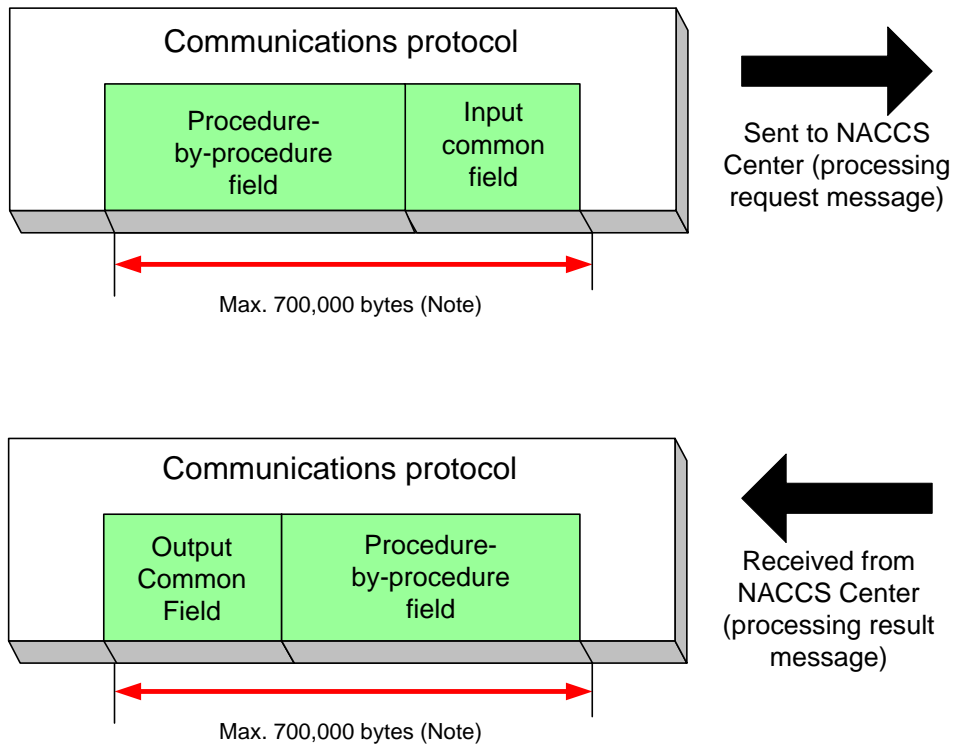 Communications protocol
Procedure-
by-procedure
field
Input
common
field
Sent to NACCS
Center (processing
request message)
Max. 700,000 bytes (Note)
Communications protocol
Output
Common
Field
Procedure-
by-procedure
field
Received from
NACCS Center
(processing result
message)
Max. 700,000 bytes (Note)